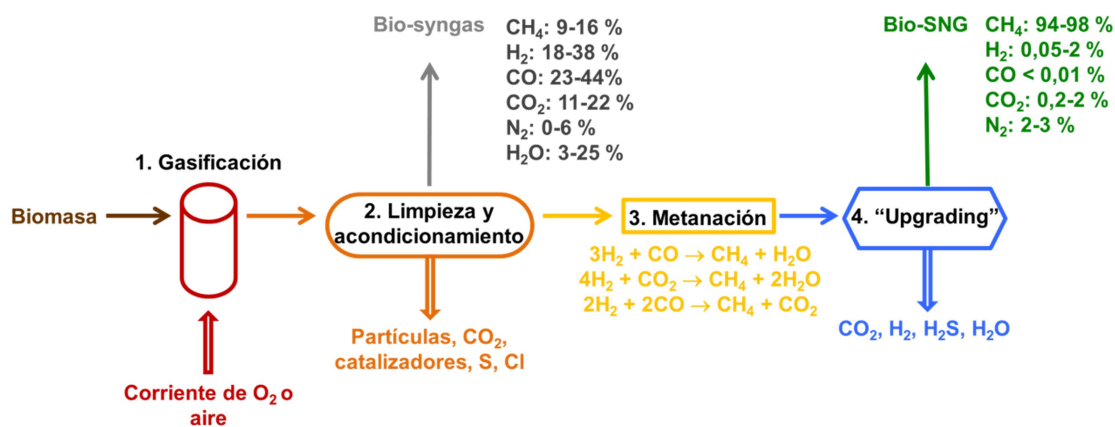 Bio-syngas
CH₄: 9-16 %
H₂: 18-38 %
CO: 23-44%
CO₂: 11-22 %
N₂: 0-6 %
H₂O: 3-25 %
Bio-SNG
CH₄: 94-98 %
H₂: 0,05-2 %
CO < 0,01 %
CO₂: 0,2-2 %
N₂: 2-3 %
1. Gasificación
Biomasa
2. Limpieza y
acondicionamiento
3. Metanación
4. “Upgrading”
3H₂ + CO → CH₄ + H₂O
4H₂ + CO₂ → CH₄ + 2H₂O
2H₂ + 2CO → CH₄ + CO₂
Partículas, CO₂,
catalizadores, S, Cl
CO₂, H₂, H₂S, H₂O
Corriente de O₂ o
aire